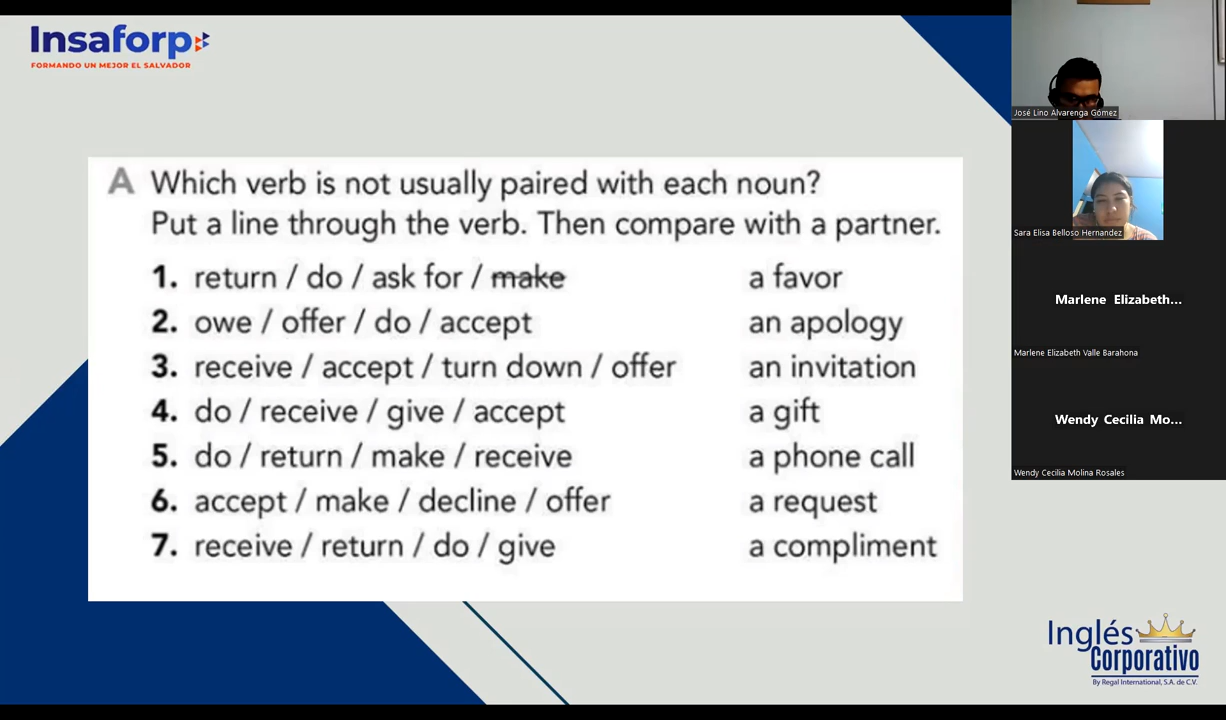 Insaforp
FORMANDO UN MEJOR EL SALVADOR
A Which verb is not usually paired with each noun?
Put a line through the verb. Then compare with a partner.
1. return / do / ask for / make a favor
2. owe / offer / do / accept an apology
3. receive / accept / turn down / offer an invitation
4. do / receive / give / accept a gift
5. do / return / make / receive a phone call
6. accept / make / decline / offer a request
7. receive / return / do / give a compliment
José Lino Alvarenga Gómez
Sara Elisa Belloso Hernandez
Marlene Elizabeth...
Marlene Elizabeth Valle Barahona
Wendy Cecilia Mo...
Wendy Cecilia Molina Rosales
Inglés
Corporativo
By Regal International, S.A. de C.V.